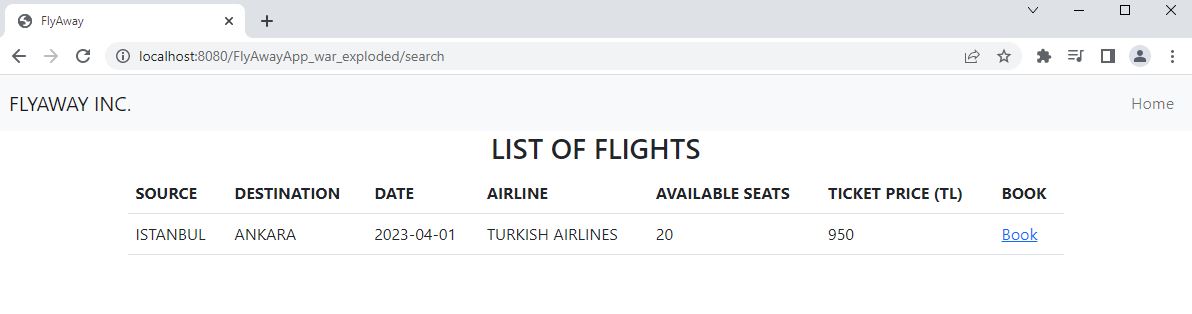 FlyAway
localhost:8080/FlyAwayApp_war_exploded/search
FLYAWAY INC. Home
LIST OF FLIGHTS
SOURCE DESTINATION DATE AIRLINE AVAILABLE SEATS TICKET PRICE (TL) BOOK
ISTANBUL ANKARA 2023-04-01 TURKISH AIRLINES 20 950 Book